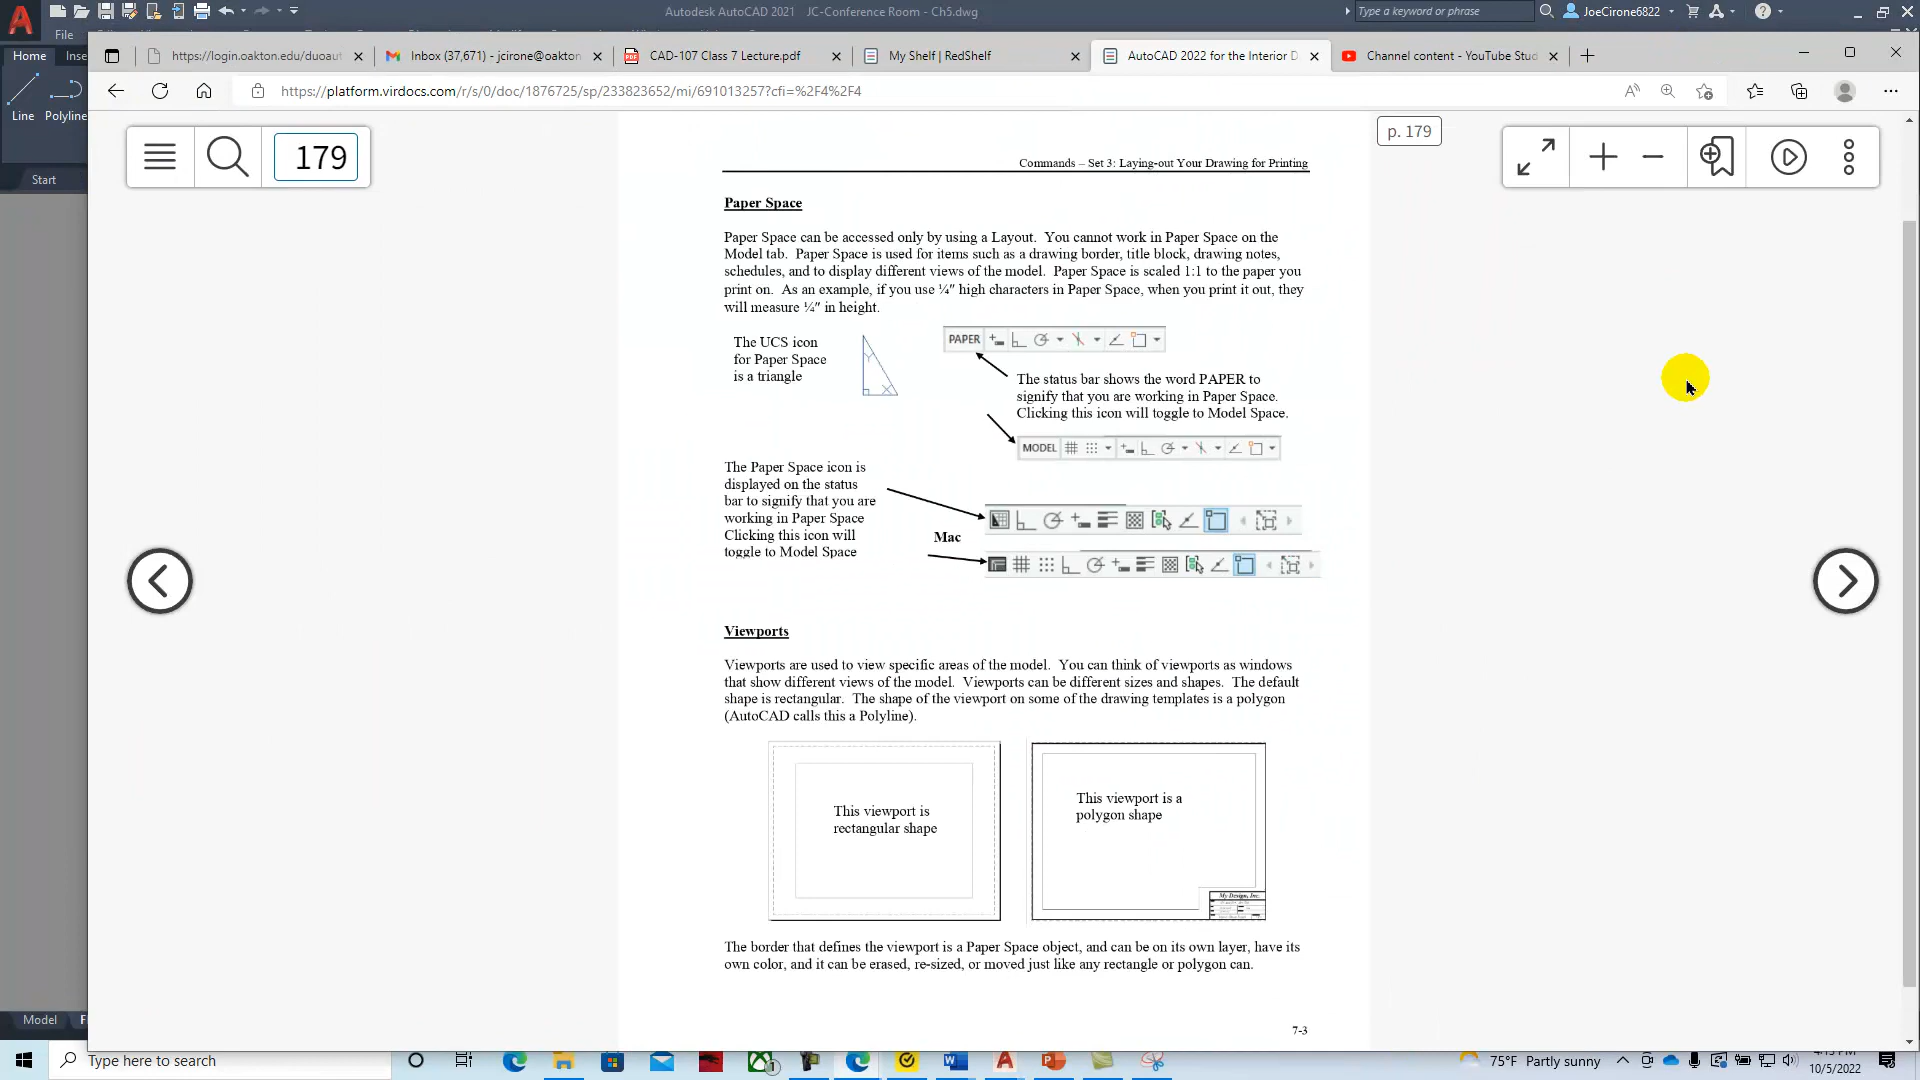 Autodesk AutoCAD 2021 JC-Conference Room - Ch5.dwg
Type a keyword or phrase
JoeCirone6822
File
Home
Line
Polyline
Start
Model
https://login.oakton.edu/duoaut
Inbox (37,671) - jcirone@oakton
CAD-107 Class 7 Lecture.pdf
My Shelf | RedShelf
AutoCAD 2022 for the Interior D
Channel content - YouTube Stud
https://platform.virdocs.com/r/s/0/doc/1876725/sp/233823652/mi/691013257?cfi=%2F4%2F4
179
p. 179
Commands – Set 3: Laying-out Your Drawing for Printing
Paper Space
Paper Space can be accessed only by using a Layout. You cannot work in Paper Space on the
Model tab. Paper Space is used for items such as a drawing border, title block, drawing notes,
schedules, and to display different views of the model. Paper Space is scaled 1:1 to the paper you
print on. As an example, if you use ¼″ high characters in Paper Space, when you print it out, they
will measure ¼″ in height.
The UCS icon
for Paper Space
is a triangle
Y
X
PAPER
The status bar shows the word PAPER to
signify that you are working in Paper Space.
Clicking this icon will toggle to Model Space.
MODEL
The Paper Space icon is
displayed on the status
bar to signify that you are
working in Paper Space
Clicking this icon will
toggle to Model Space
Mac
Viewports
Viewports are used to view specific areas of the model. You can think of viewports as windows
that show different views of the model. Viewports can be different sizes and shapes. The default
shape is rectangular. The shape of the viewport on some of the drawing templates is a polygon
(AutoCAD calls this a Polyline).
This viewport is
rectangular shape
This viewport is a
polygon shape
My Design, Inc.
The border that defines the viewport is a Paper Space object, and can be on its own layer, have its
own color, and it can be erased, re-sized, or moved just like any rectangle or polygon can.
7-3
Type here to search
75°F Partly sunny
10/5/2022